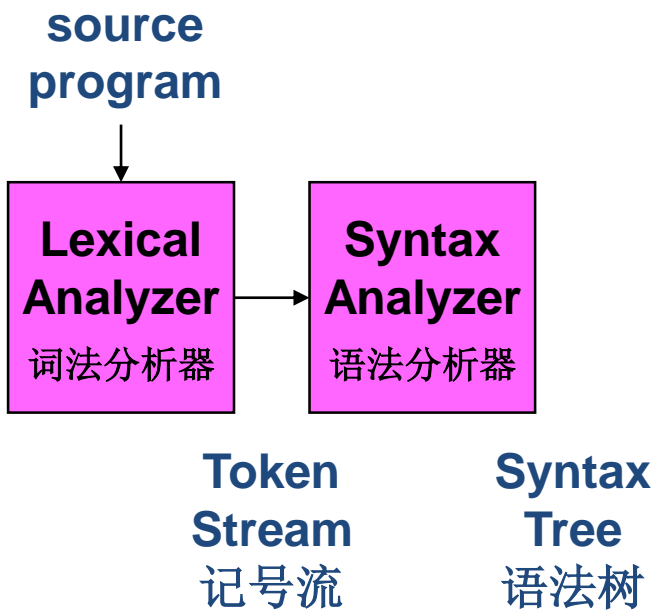 source
program
Lexical
Analyzer
词法分析器
Syntax
Analyzer
语法分析器
Token
Stream
记号流
Syntax
Tree
语法树